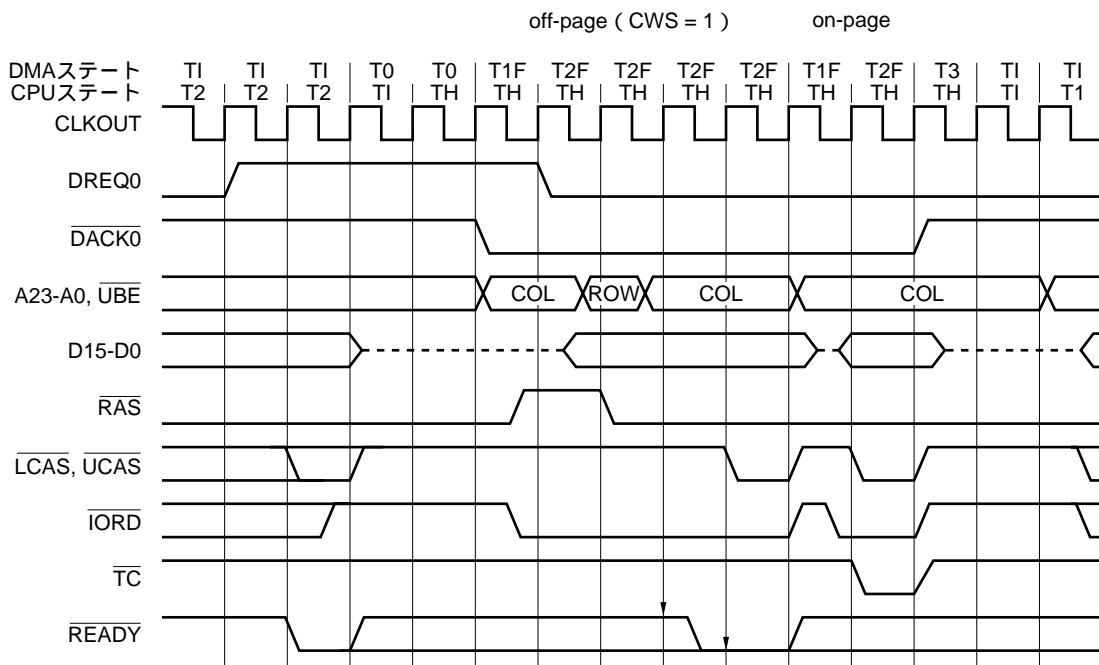 off-page ( CWS = 1 ) on-page
DMAステート TI TI TI T0 T0 T1F T2F T2F T2F T2F T1F T2F T3 TI TI
CPUステート T2 T2 T2 TI TH TH TH TH TH TH TH TH TH TI T1
CLKOUT
DREQ0
DACK0
A23-A0, UBE COL ROW COL COL
D15-D0
RAS
LCAS, UCAS
IORD
TC
READY